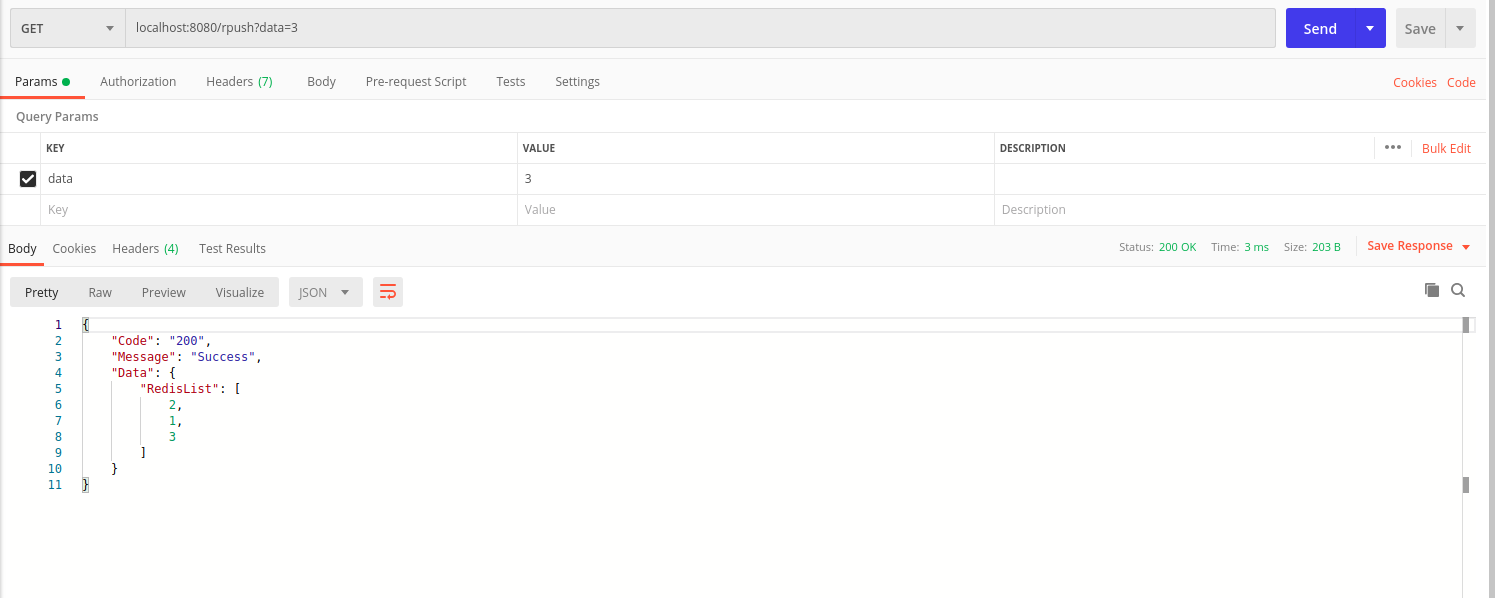 GET localhost:8080/rpush?data=3 Send Save
Params Authorization Headers (7) Body Pre-request Script Tests Settings Cookies Code
Query Params
KEY VALUE DESCRIPTION ••• Bulk Edit
data 3
Key Value Description
Body Cookies Headers (4) Test Results Status: 200 OK Time: 3 ms Size: 203 B Save Response
Pretty Raw Preview Visualize JSON
1 {
2 "Code": "200",
3 "Message": "Success",
4 "Data": {
5 "RedisList": [
6 2,
7 1,
8 3
9 ]
10 }
11 }